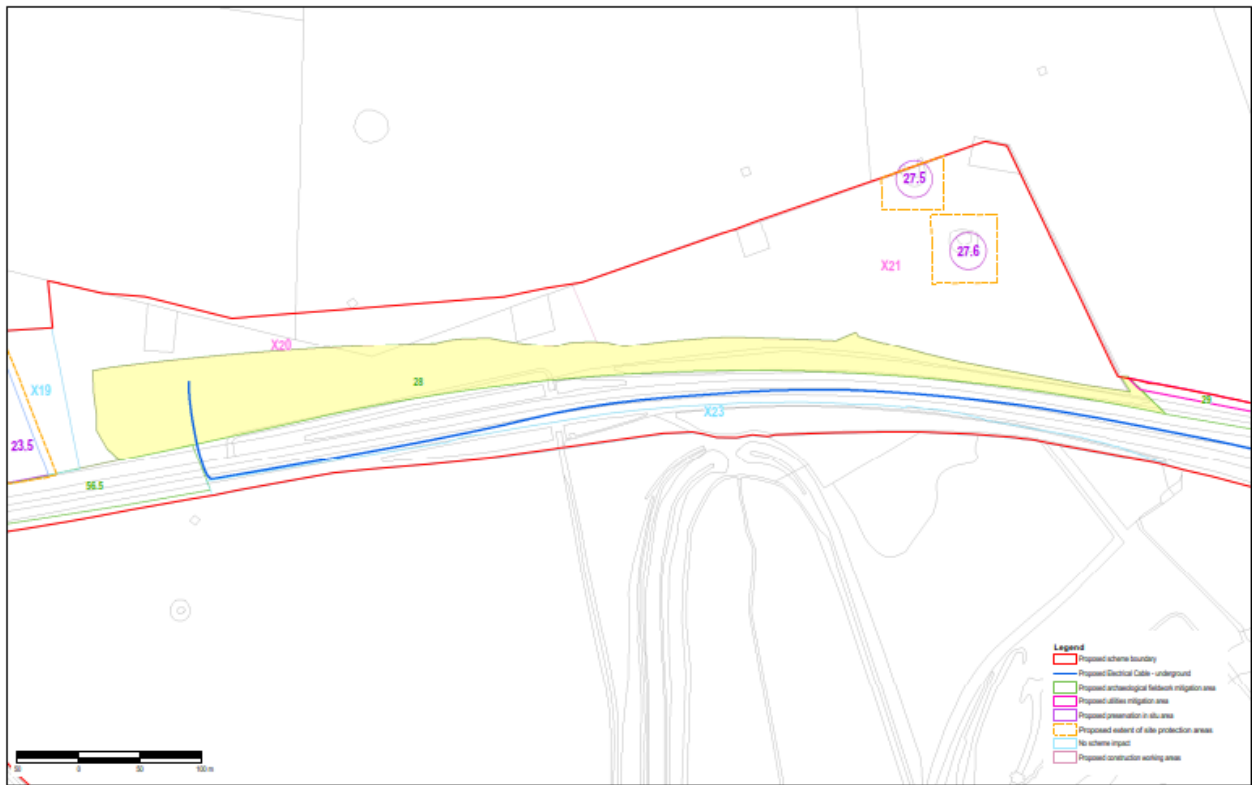 27.5
27.6
X21
X20
X19
28
25
X23
23.5
56.5
Legend
Proposed scheme boundary
Proposed Electrical Cable - underground
Proposed archaeological fieldwork mitigation area
Proposed utilities mitigation area
Proposed preservation in situ area
Proposed extent of site protection areas
No scheme impact
Proposed construction working areas
50 0 50 100 m